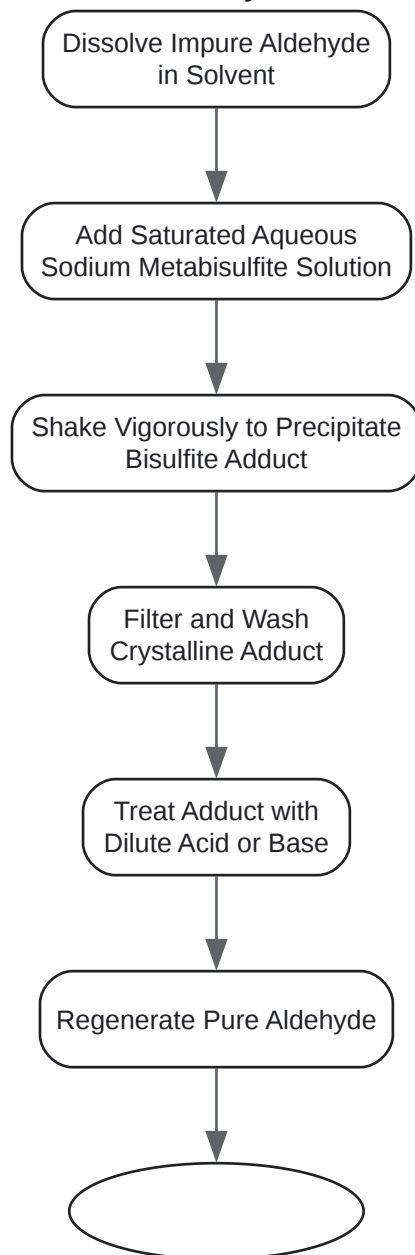 Dissolve Impure Aldehyde
in Solvent
Add Saturated Aqueous
Sodium Metabisulfite Solution
Shake Vigorously to Precipitate
Bisulfite Adduct
Filter and Wash
Crystalline Adduct
Treat Adduct with
Dilute Acid or Base
Regenerate Pure Aldehyde